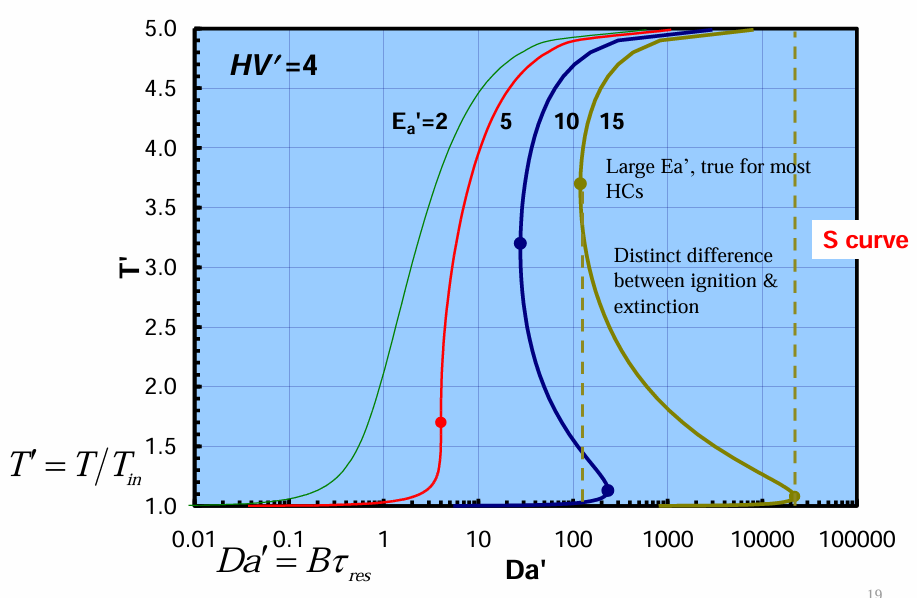 5.0
HV′=4
4.5
Ea'=2 5 10 15
4.0
Large Ea’, true for most
HCs
3.5
S curve
Distinct difference
between ignition &
extinction
3.0
T'
2.5
2.0
1.5
T′ = T/Tin
1.0
0.01 0.1 1 10 100 1000 10000 100000
Da′ = Bτres
Da'
19